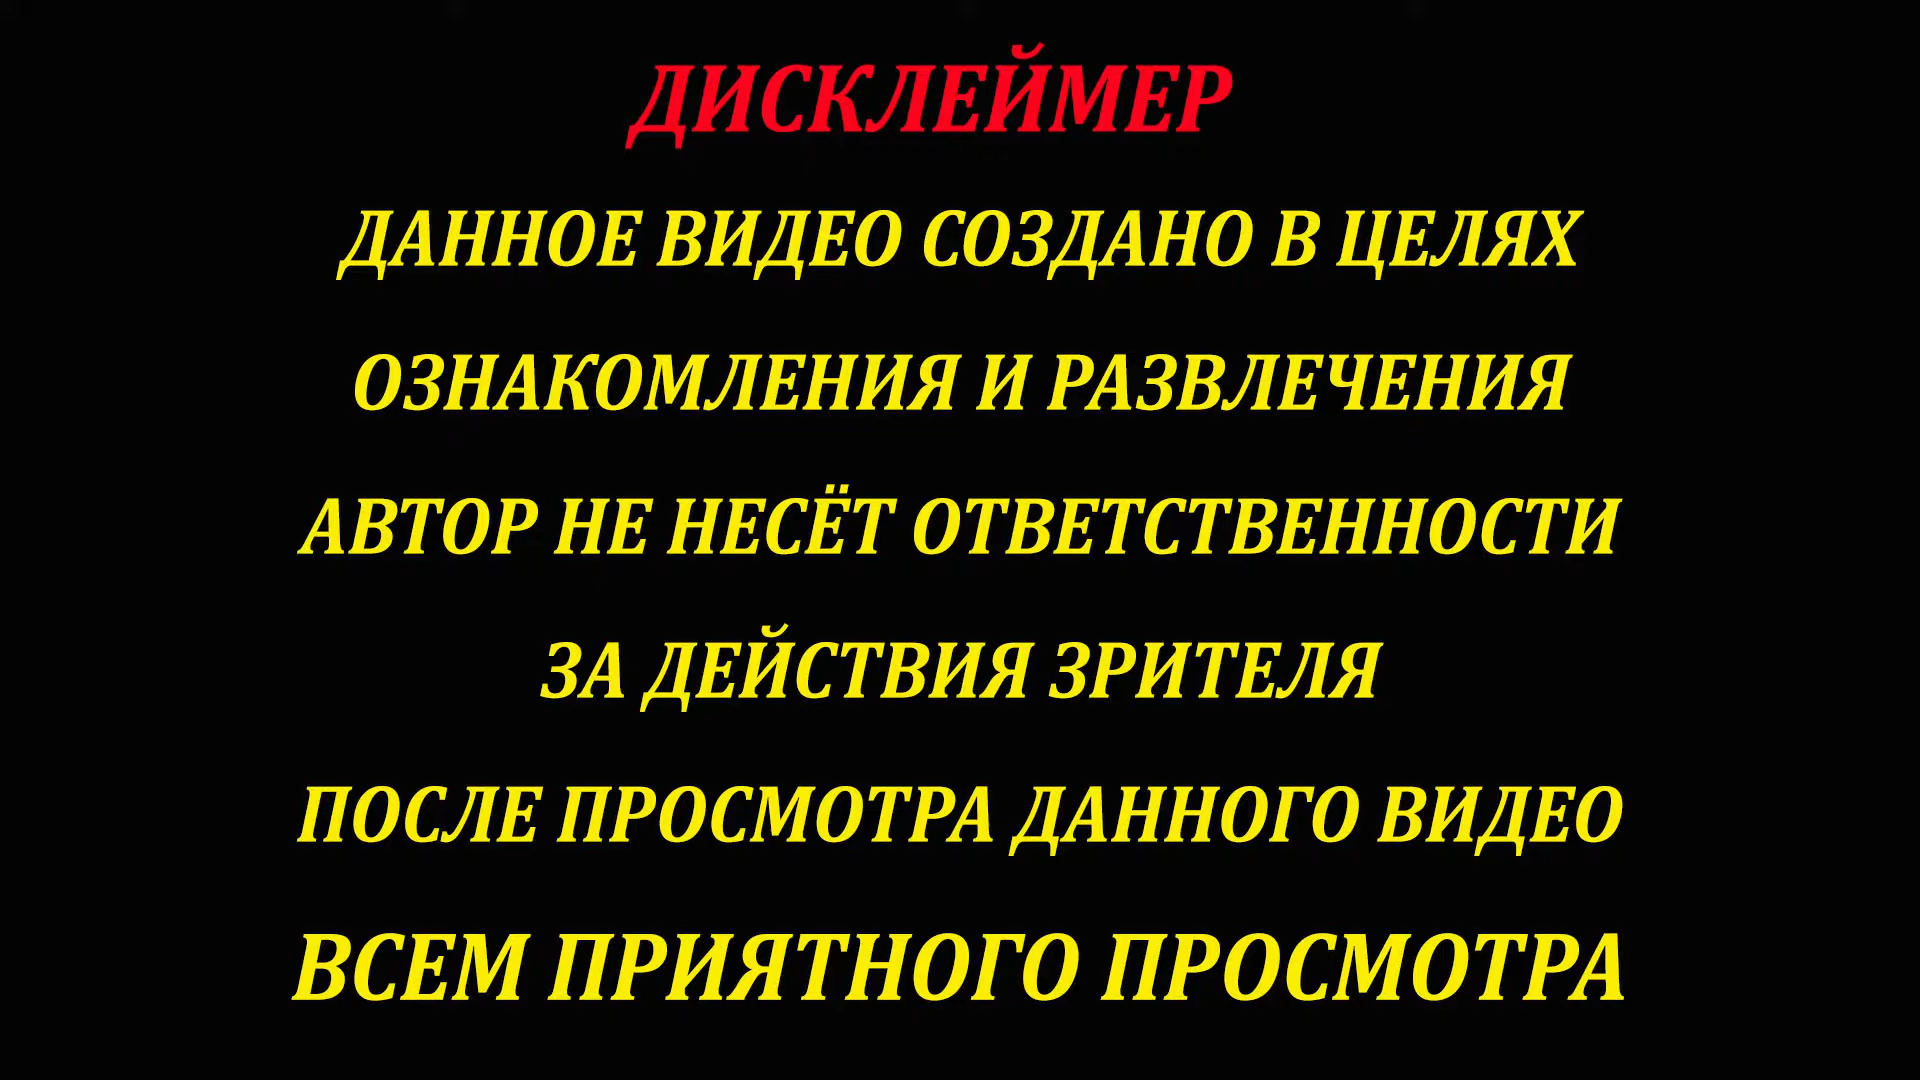 ДИСКЛЕЙМЕР
ДАННОЕ ВИДЕО СОЗДАНО В ЦЕЛЯХ
ОЗНАКОМЛЕНИЯ И РАЗВЛЕЧЕНИЯ
АВТОР НЕ НЕСЁТ ОТВЕТСТВЕННОСТИ
ЗА ДЕЙСТВИЯ ЗРИТЕЛЯ
ПОСЛЕ ПРОСМОТРА ДАННОГО ВИДЕО
ВСЕМ ПРИЯТНОГО ПРОСМОТРА